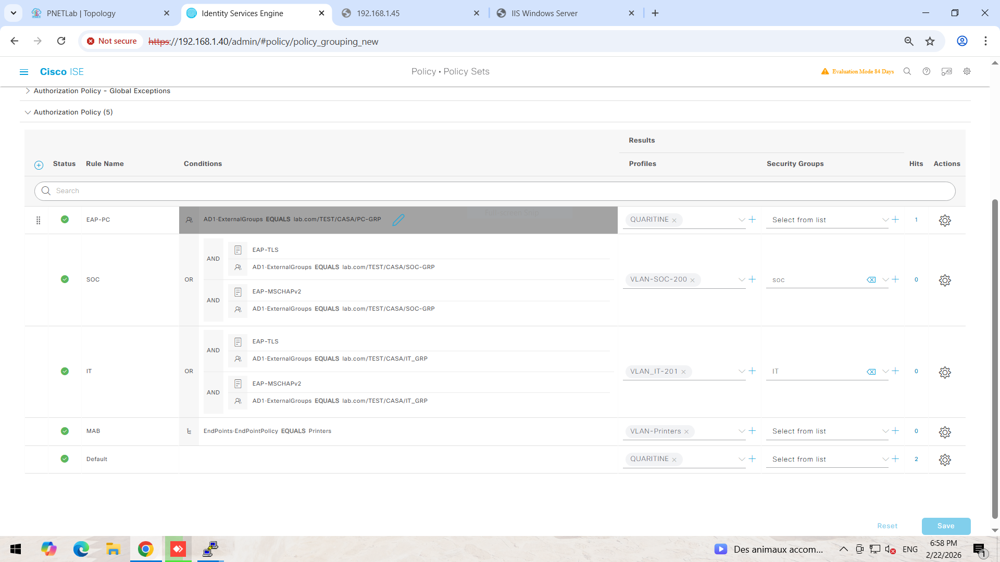 PNETLab | Topology
Identity Services Engine
192.168.1.45
IIS Windows Server
Not secure
https://192.168.1.40/admin/#policy/policy_grouping_new
Cisco ISE
Policy · Policy Sets
Evaluation Mode 84 Days
Authorization Policy - Global Exceptions
Authorization Policy (5)
Results
Status Rule Name Conditions Profiles Security Groups Hits Actions
Search
Full-screen Snip
EAP-PC AD1·ExternalGroups EQUALS lab.com/TEST/CASA/PC-GRP QUARITINE Select from list 1
EAP-TLS
AND
AD1·ExternalGroups EQUALS lab.com/TEST/CASA/SOC-GRP
SOC OR VLAN-SOC-200 soc 0
EAP-MSCHAPv2
AND
AD1·ExternalGroups EQUALS lab.com/TEST/CASA/SOC-GRP
EAP-TLS
AND
AD1·ExternalGroups EQUALS lab.com/TEST/CASA/IT_GRP
IT OR VLAN_IT-201 IT 0
EAP-MSCHAPv2
AND
AD1·ExternalGroups EQUALS lab.com/TEST/CASA/IT_GRP
MAB EndPoints·EndPointPolicy EQUALS Printers VLAN-Printers Select from list 0
Default QUARITINE Select from list 2
Reset Save
Des animaux accom...
ENG
6:58 PM
2/22/2026
1